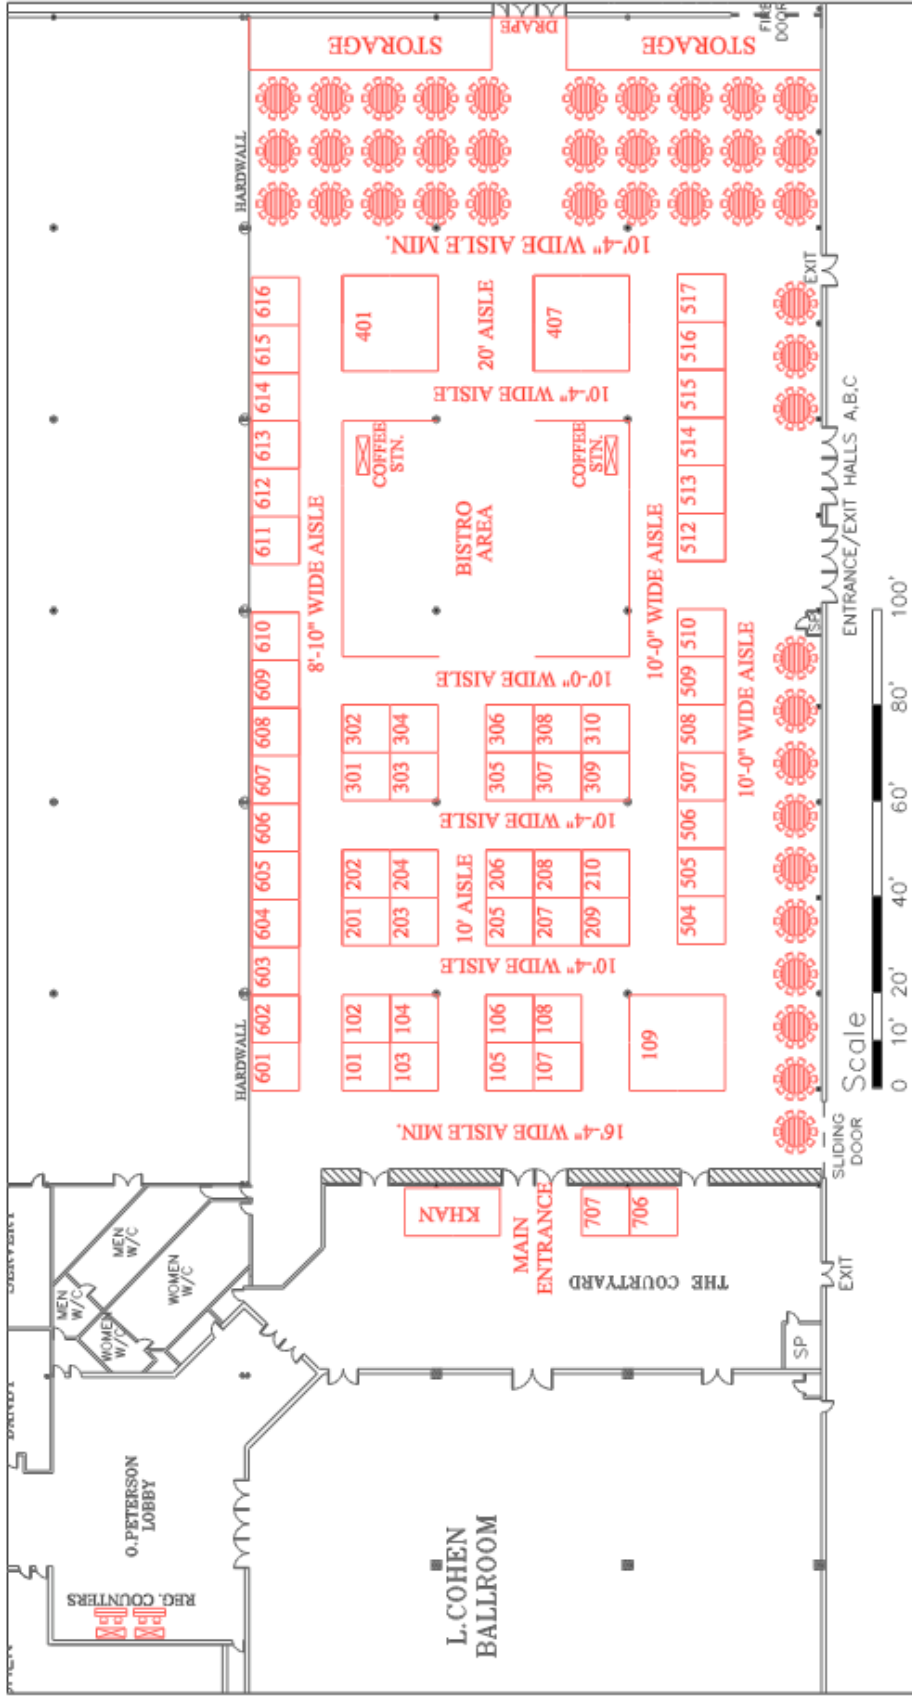 STORAGE
DRAPE
STORAGE
FIRE
DOOR
HARDWALL
10'-4" WIDE AISLE MIN.
EXIT
616
615
614
613
612
611
610
609
608
607
606
605
604
603
602
601
HARDWALL
8'-10" WIDE AISLE
401
20' AISLE
407
10'-4" WIDE AISLE
COFFEE
STN.
COFFEE
STN.
BISTRO
AREA
10'-0" WIDE AISLE
517
516
515
514
513
512
510
509
508
507
506
505
504
10'-0" WIDE AISLE
10'-0" WIDE AISLE
ENTRANCE/EXIT HALLS A,B,C
SP
302
304
306
308
310
301
303
305
307
309
10'-4" WIDE AISLE
202
204
206
208
210
201
203
205
207
209
10' AISLE
10'-4" WIDE AISLE
102
104
106
108
101
103
105
107
109
16'-4" WIDE AISLE MIN.
Scale
0
10'
20'
40'
60'
80'
100'
SLIDING
DOOR
KHAN
MAIN
ENTRANCE
707
706
THE COURTYARD
EXIT
SP
MEN
W/C
WOMEN
W/C
MEN
W/C
WOMEN
W/C
O.PETERSON
LOBBY
REG. COUNTERS
L.COHEN
BALLROOM